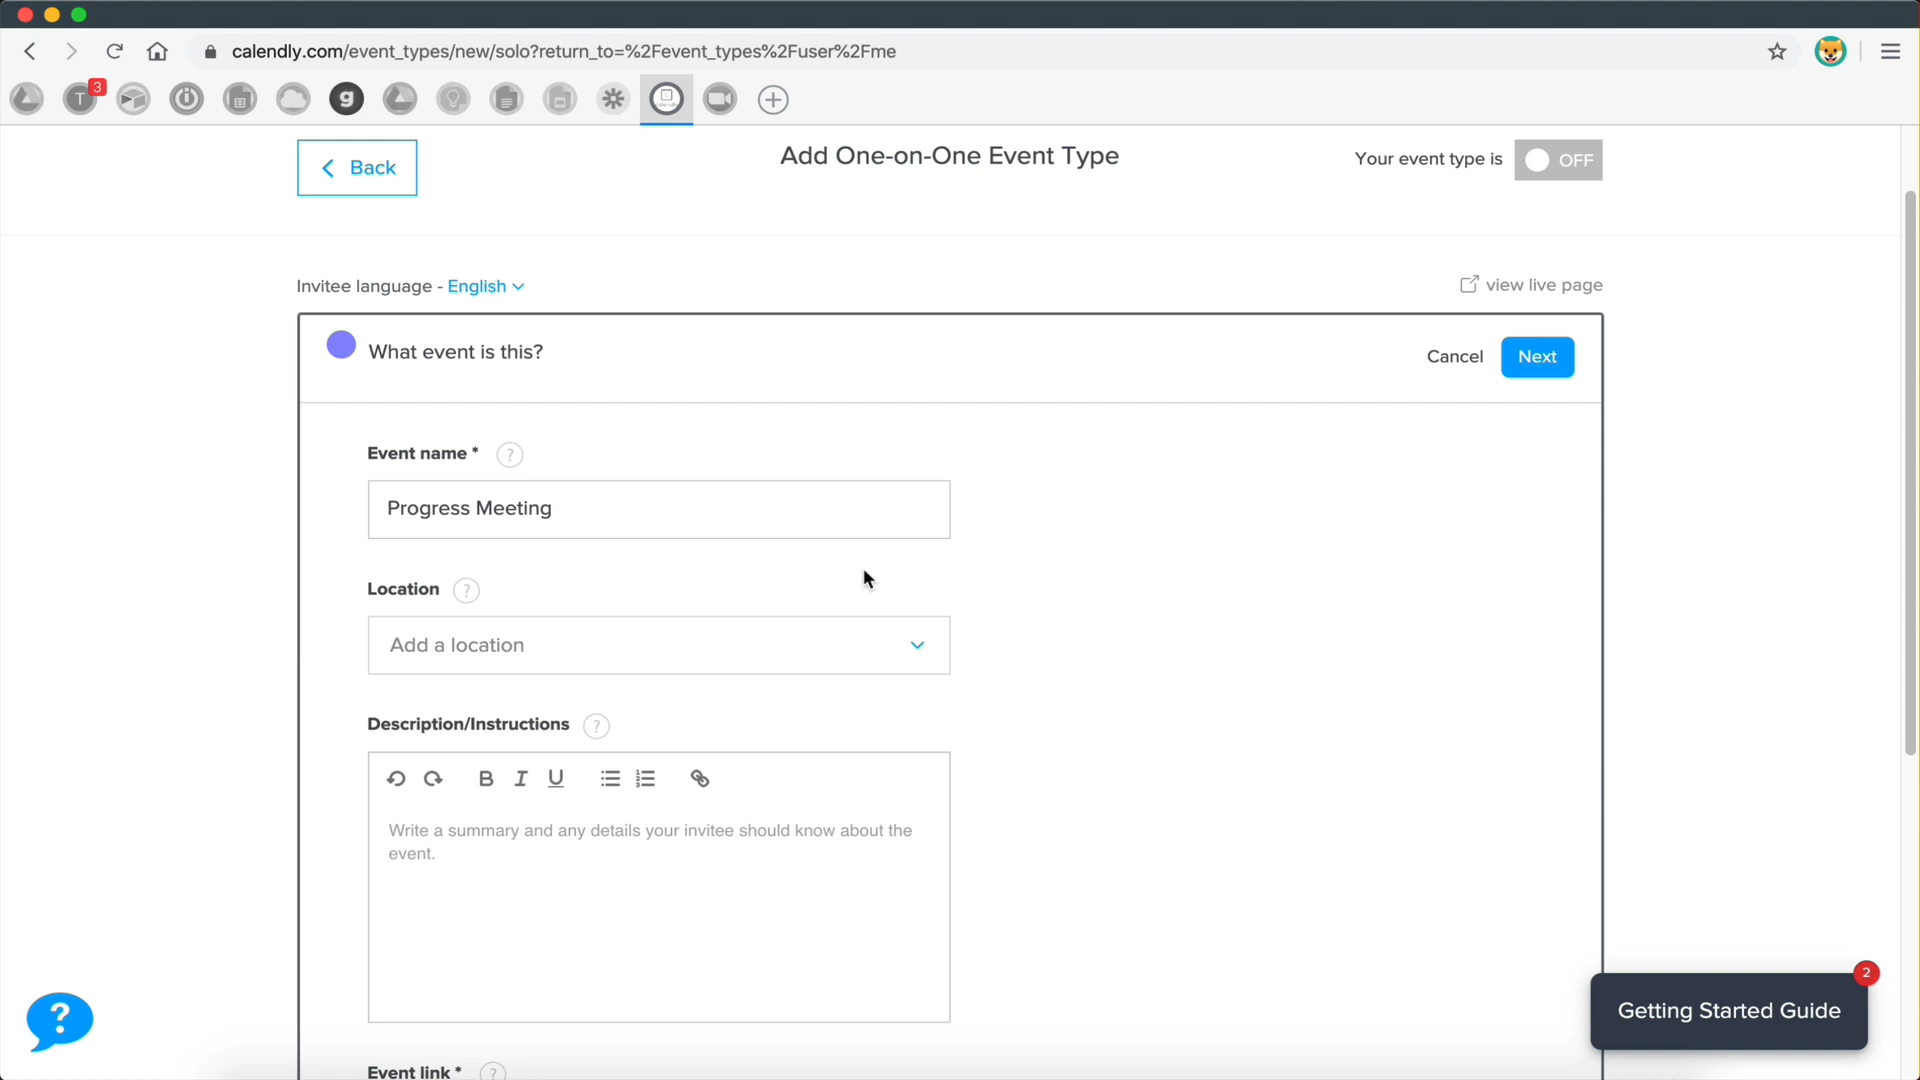 calendly.com/event_types/new/solo?return_to=%2Fevent_types%2Fuser%2Fme
T
3
g
Back
Add One-on-One Event Type
Your event type is
OFF
Invitee language - English
view live page
What event is this?
Cancel
Next
Event name *
?
Progress Meeting
Location
?
Add a location
Description/Instructions
?
B I U
Write a summary and any details your invitee should know about the
event.
2
Getting Started Guide
?
Event link *
?